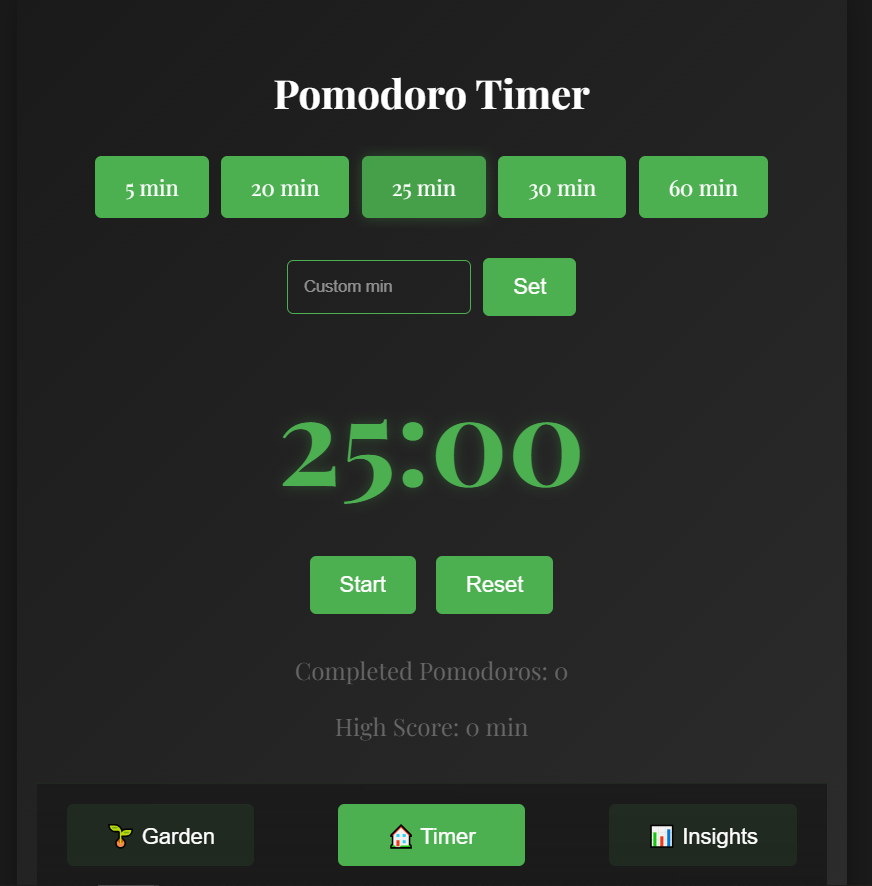 Pomodoro Timer
5 min 20 min 25 min 30 min 60 min
Custom min Set
25:00
Start Reset
Completed Pomodoros: 0
High Score: 0 min
Garden Timer Insights